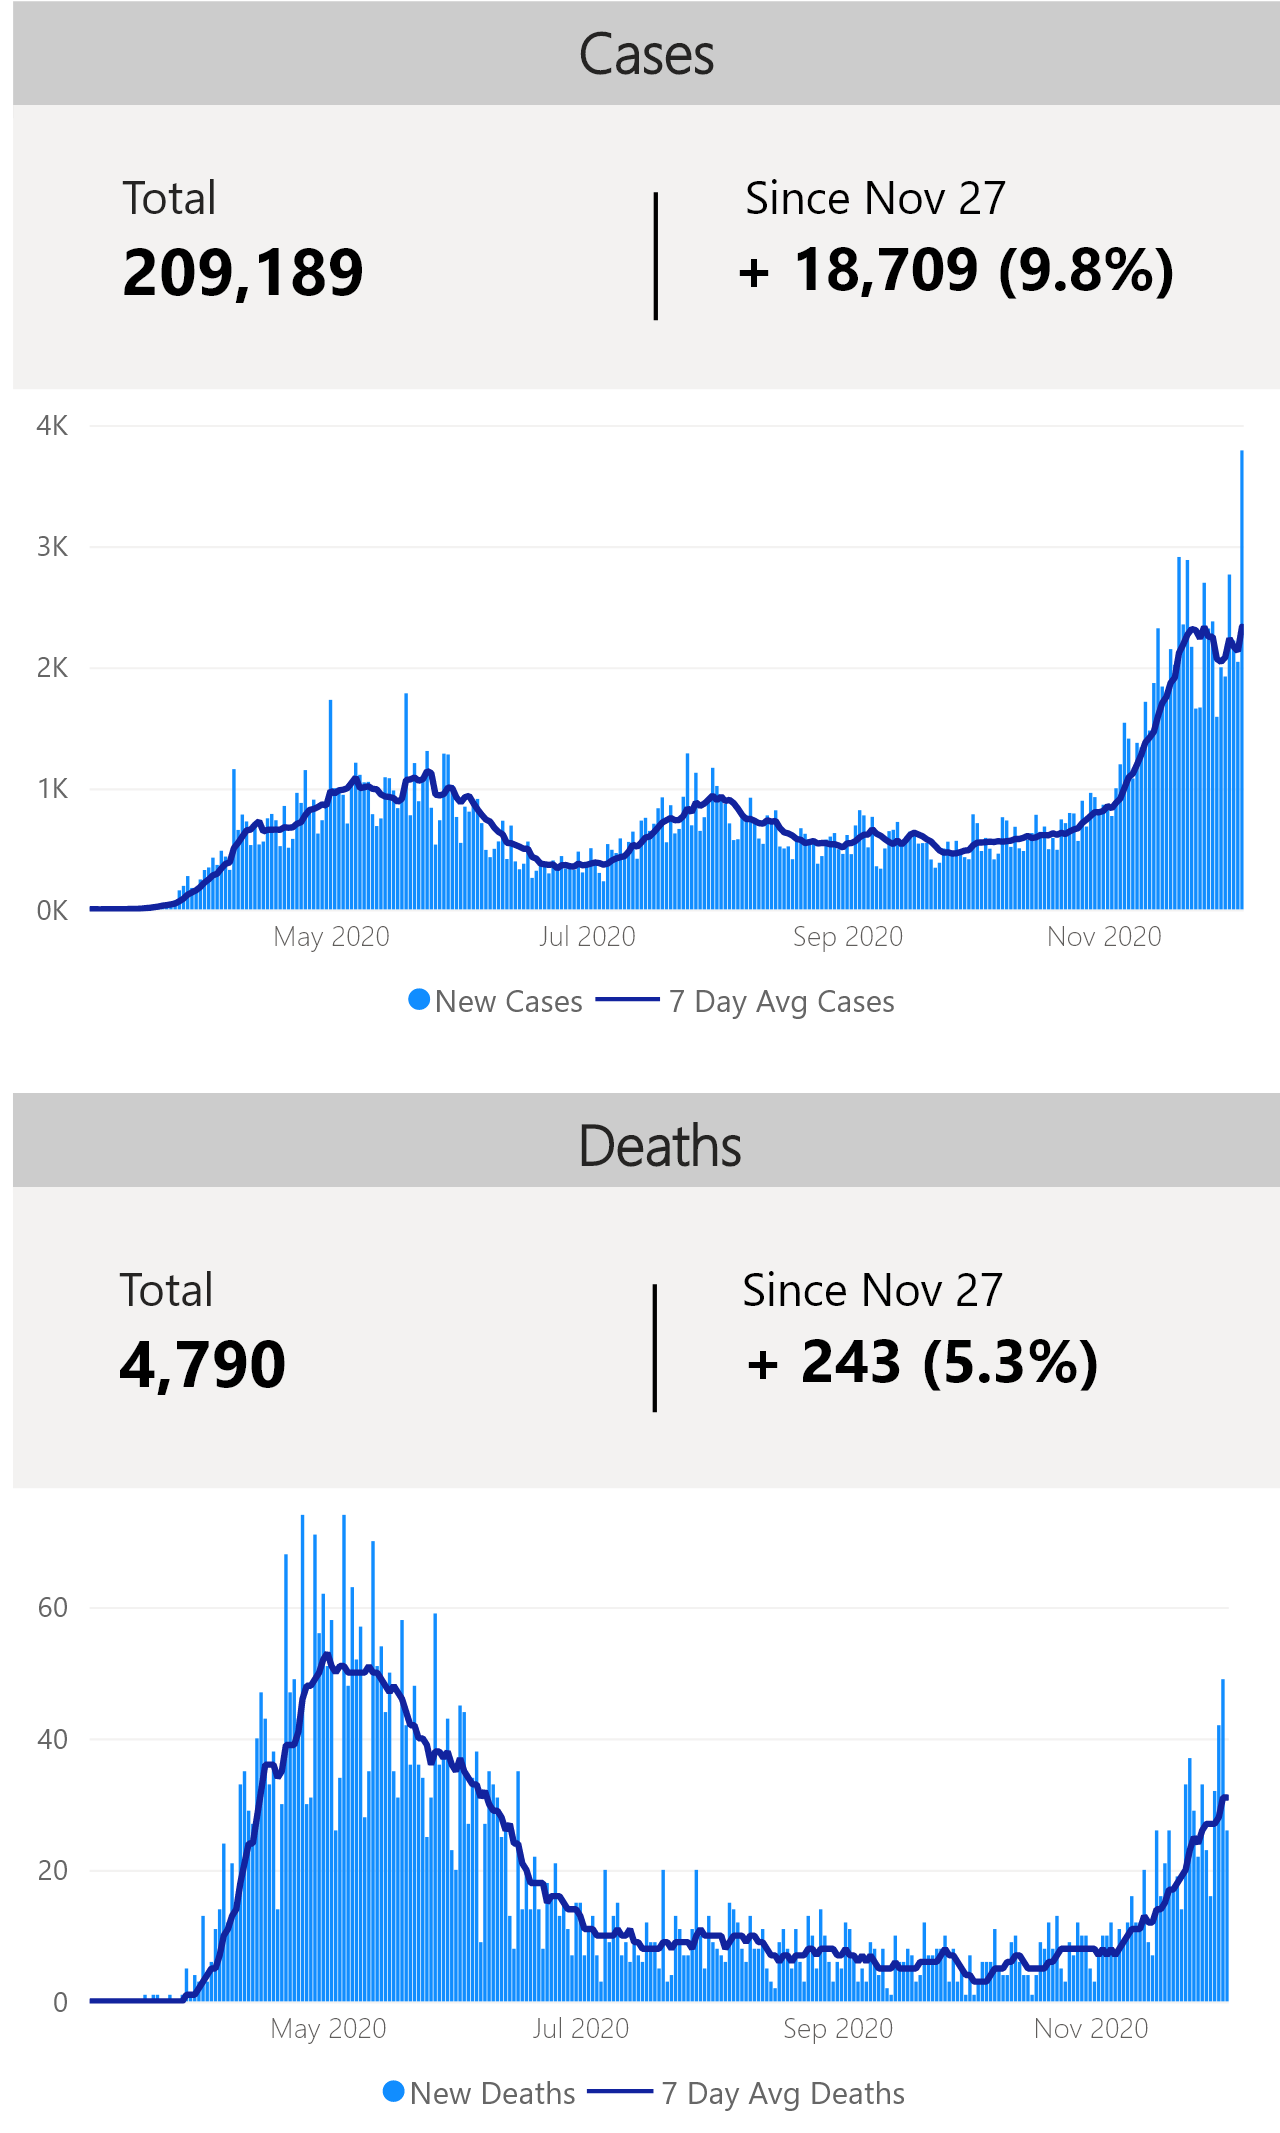 Cases
Total
209,189
Since Nov 27
+ 18,709 (9.8%)
4K
3K
2K
1K
0K
May 2020
Jul 2020
Sep 2020
Nov 2020
New Cases
7 Day Avg Cases
Deaths
Total
4,790
Since Nov 27
+ 243 (5.3%)
60
40
20
0
May 2020
Jul 2020
Sep 2020
Nov 2020
New Deaths
7 Day Avg Deaths